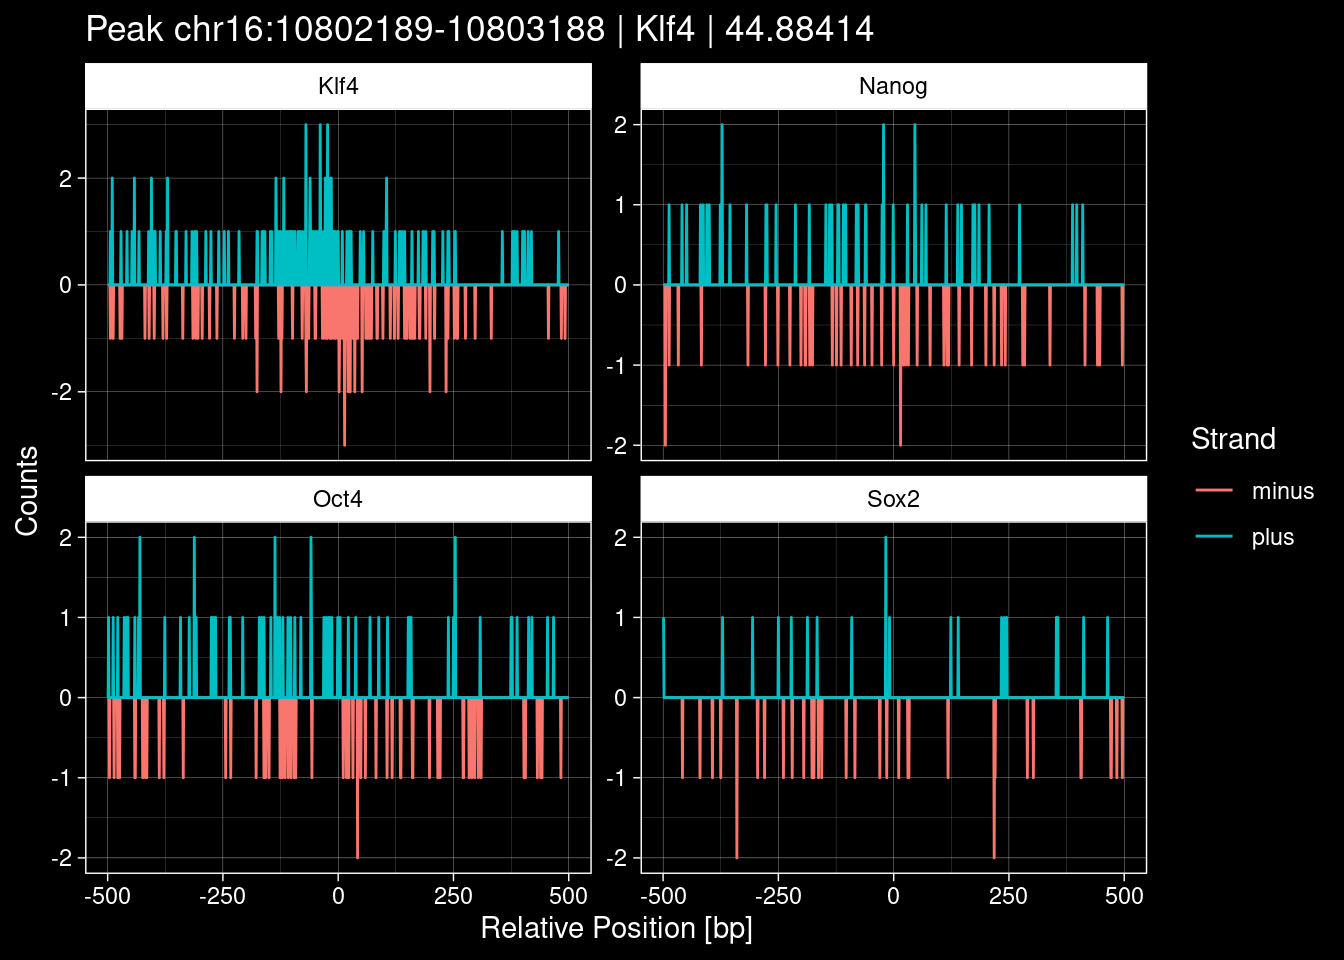 Peak chr16:10802189-10803188 | Klf4 | 44.88414
Klf4
Nanog
2
0
-2
2
1
0
-1
-2
Oct4
Sox2
2
1
0
-1
-2
2
1
0
-1
-2
-500 -250 0 250 500
-500 -250 0 250 500
Relative Position [bp]
Counts
Strand
minus
plus